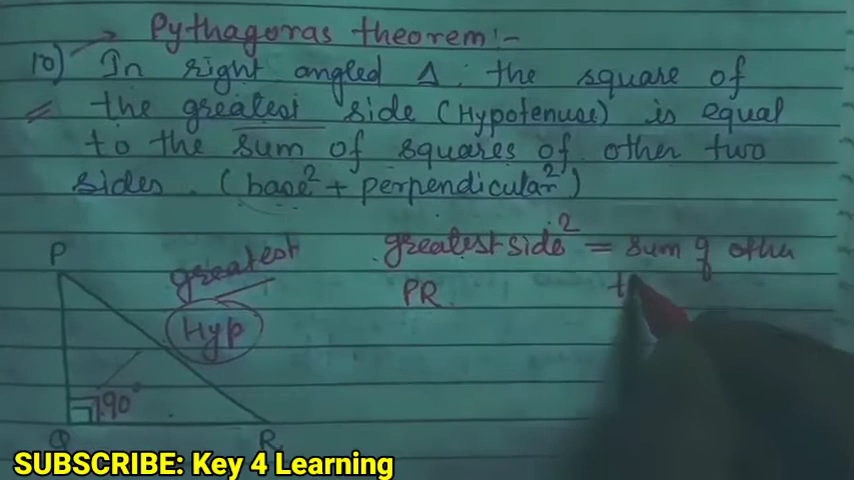 Pythagoras theorem:-
10) In right angled Δ. the square of
the greatest side (Hypotenuse) is equal
to the sum of squares of other two
sides. (base² + perpendicular²)
greatest side² = sum of other
P
greatest
PR
t
Hyp
90°
Q R
SUBSCRIBE: Key 4 Learning